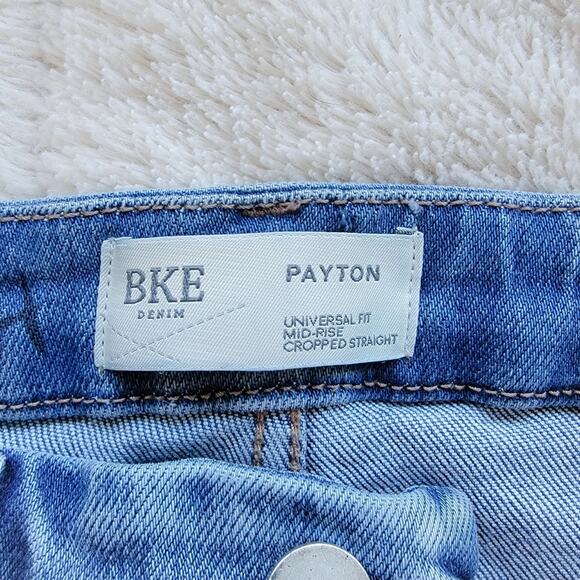 BKE
DENIM
PAYTON
UNIVERSAL FIT
MID-RISE
CROPPED STRAIGHT